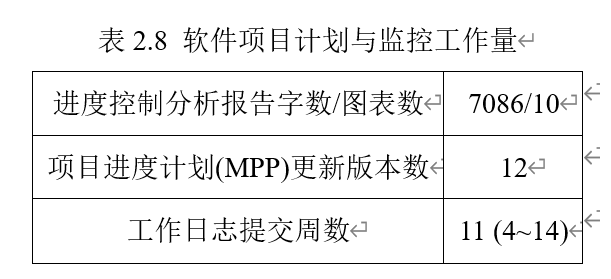 表 2.8 软件项目计划与监控工作量
进度控制分析报告字数/图表数 7086/10
项目进度计划(MPP)更新版本数 12
工作日志提交周数 11 (4~14)